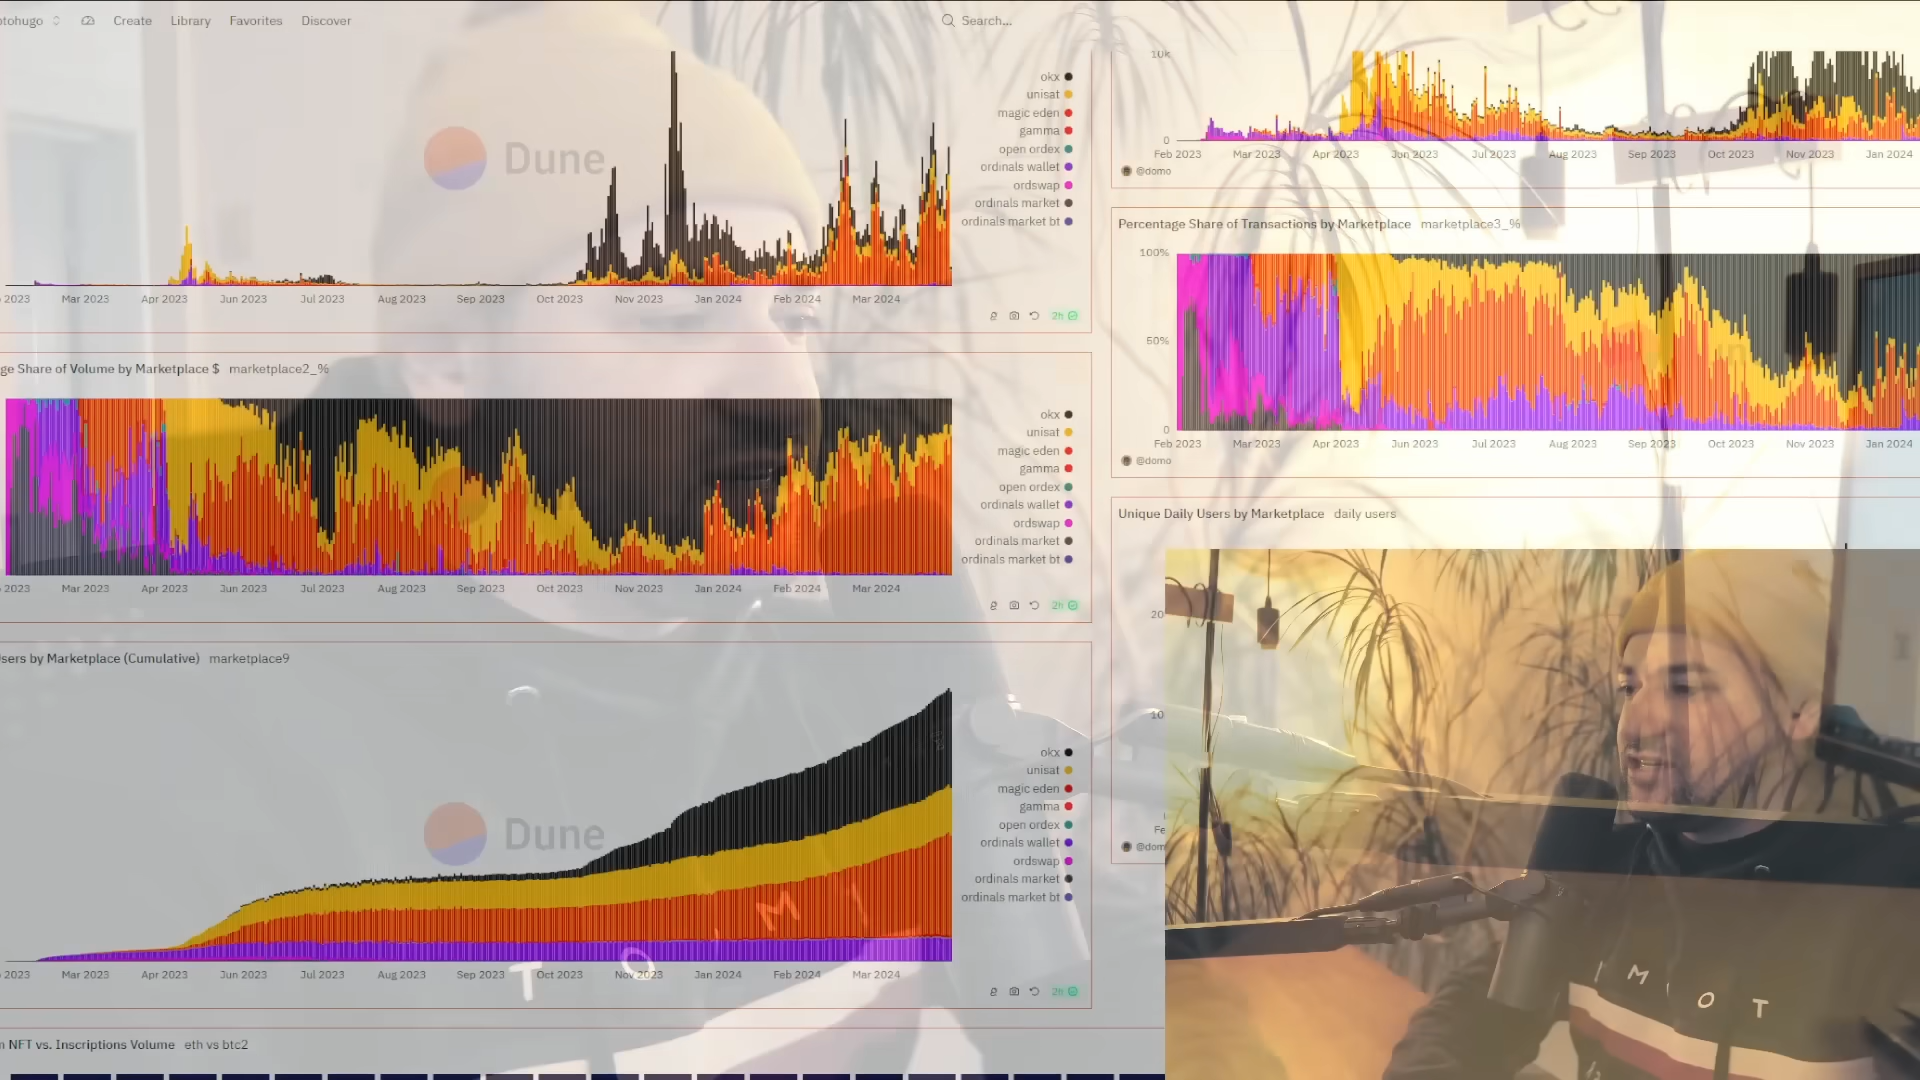 otohugo Create Library Favorites Discover Search...
okx
unisat
magic eden
gamma
open ordex
ordinals wallet
ordswap
ordinals market
ordinals market bt
Dune
2023 Mar 2023 Apr 2023 Jun 2023 Jul 2023 Aug 2023 Sep 2023 Oct 2023 Nov 2023 Jan 2024 Feb 2024 Mar 2024
2h
ge Share of Volume by Marketplace $ marketplace2_%
okx
unisat
magic eden
gamma
open ordex
ordinals wallet
ordswap
ordinals market
ordinals market bt
2023 Mar 2023 Apr 2023 Jun 2023 Jul 2023 Aug 2023 Sep 2023 Oct 2023 Nov 2023 Jan 2024 Feb 2024 Mar 2024
2h
sers by Marketplace (Cumulative) marketplace9
okx
unisat
magic eden
gamma
open ordex
ordinals wallet
ordswap
ordinals market
ordinals market bt
Dune
2023 Mar 2023 Apr 2023 Jun 2023 Jul 2023 Aug 2023 Sep 2023 Oct 2023 Nov 2023 Jan 2024 Feb 2024 Mar 2024
2h
NFT vs. Inscriptions Volume eth vs btc2
10k
0
Feb 2023 Mar 2023 Apr 2023 Jun 2023 Jul 2023 Aug 2023 Sep 2023 Oct 2023 Nov 2023 Jan 2024
@domo
Percentage Share of Transactions by Marketplace marketplace3_%
100%
50%
0
Feb 2023 Mar 2023 Apr 2023 Jun 2023 Jul 2023 Aug 2023 Sep 2023 Oct 2023 Nov 2023 Jan 2024
@domo
Unique Daily Users by Marketplace daily users
20
10
Fe
@dom
T O M
M O T